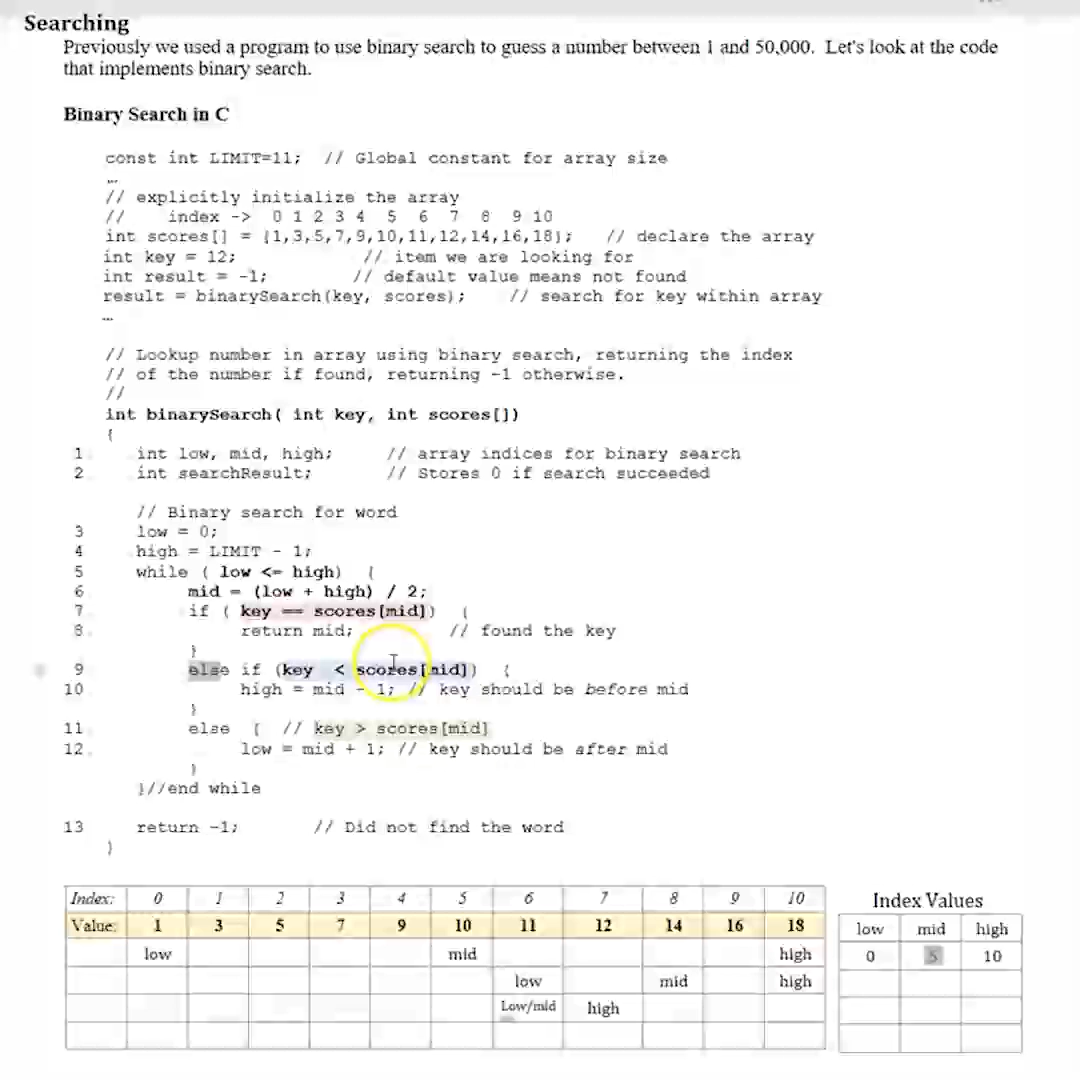 Searching
Previously we used a program to use binary search to guess a number between 1 and 50,000. Let's look at the code
that implements binary search.
Binary Search in C
const int LIMIT=11; // Global constant for array size
…
// explicitly initialize the array
// index -> 0 1 2 3 4 5 6 7 8 9 10
int scores[] = {1,3,5,7,9,10,11,12,14,16,18}; // declare the array
int key = 12; // item we are looking for
int result = -1; // default value means not found
result = binarySearch(key, scores); // search for key within array
…
// Lookup number in array using binary search, returning the index
// of the number if found, returning -1 otherwise.
//
int binarySearch( int key, int scores[])
{
1. int low, mid, high; // array indices for binary search
2. int searchResult; // Stores 0 if search succeeded
// Binary search for word
3 low = 0;
4 high = LIMIT - 1;
5 while ( low <= high) {
6. mid = (low + high) / 2;
7. if ( key == scores[mid]) {
8. return mid; // found the key
}
9 else if (key < scores[mid]) {
10 high = mid - 1; // key should be before mid
}
11. else { // key > scores[mid]
12. low = mid + 1; // key should be after mid
}
}//end while
13 return -1; // Did not find the word
}
Index: 0 1 2 3 4 5 6 7 8 9 10
Value: 1 3 5 7 9 10 11 12 14 16 18
low mid high
low mid high
Low/mid high
Index Values
low mid high
0 5 10